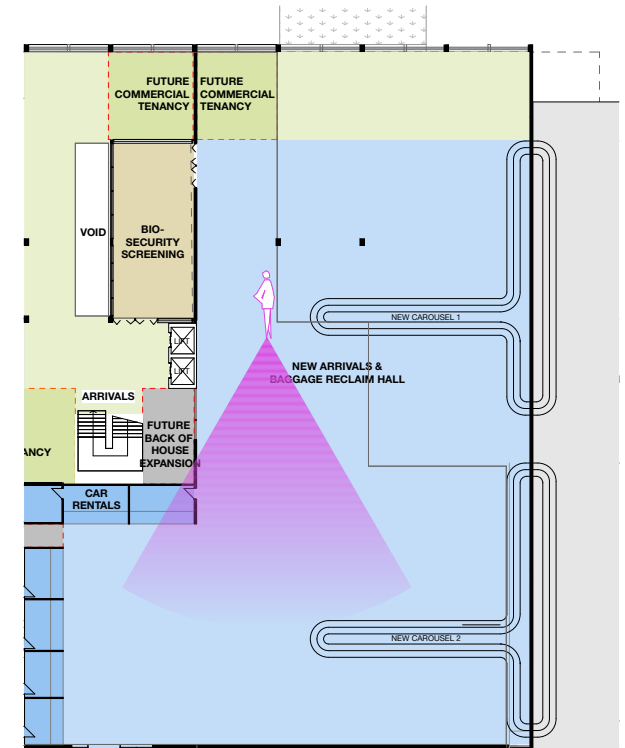 FUTURE
COMMERCIAL
TENANCY
FUTURE
COMMERCIAL
TENANCY
VOID
BIO-
SECURITY
SCREENING
NEW CAROUSEL 1
LIFT
LIFT
NEW ARRIVALS &
BAGGAGE RECLAIM HALL
ARRIVALS
FUTURE
BACK OF
HOUSE
EXPANSION
ANCY
CAR
RENTALS
NEW CAROUSEL 2